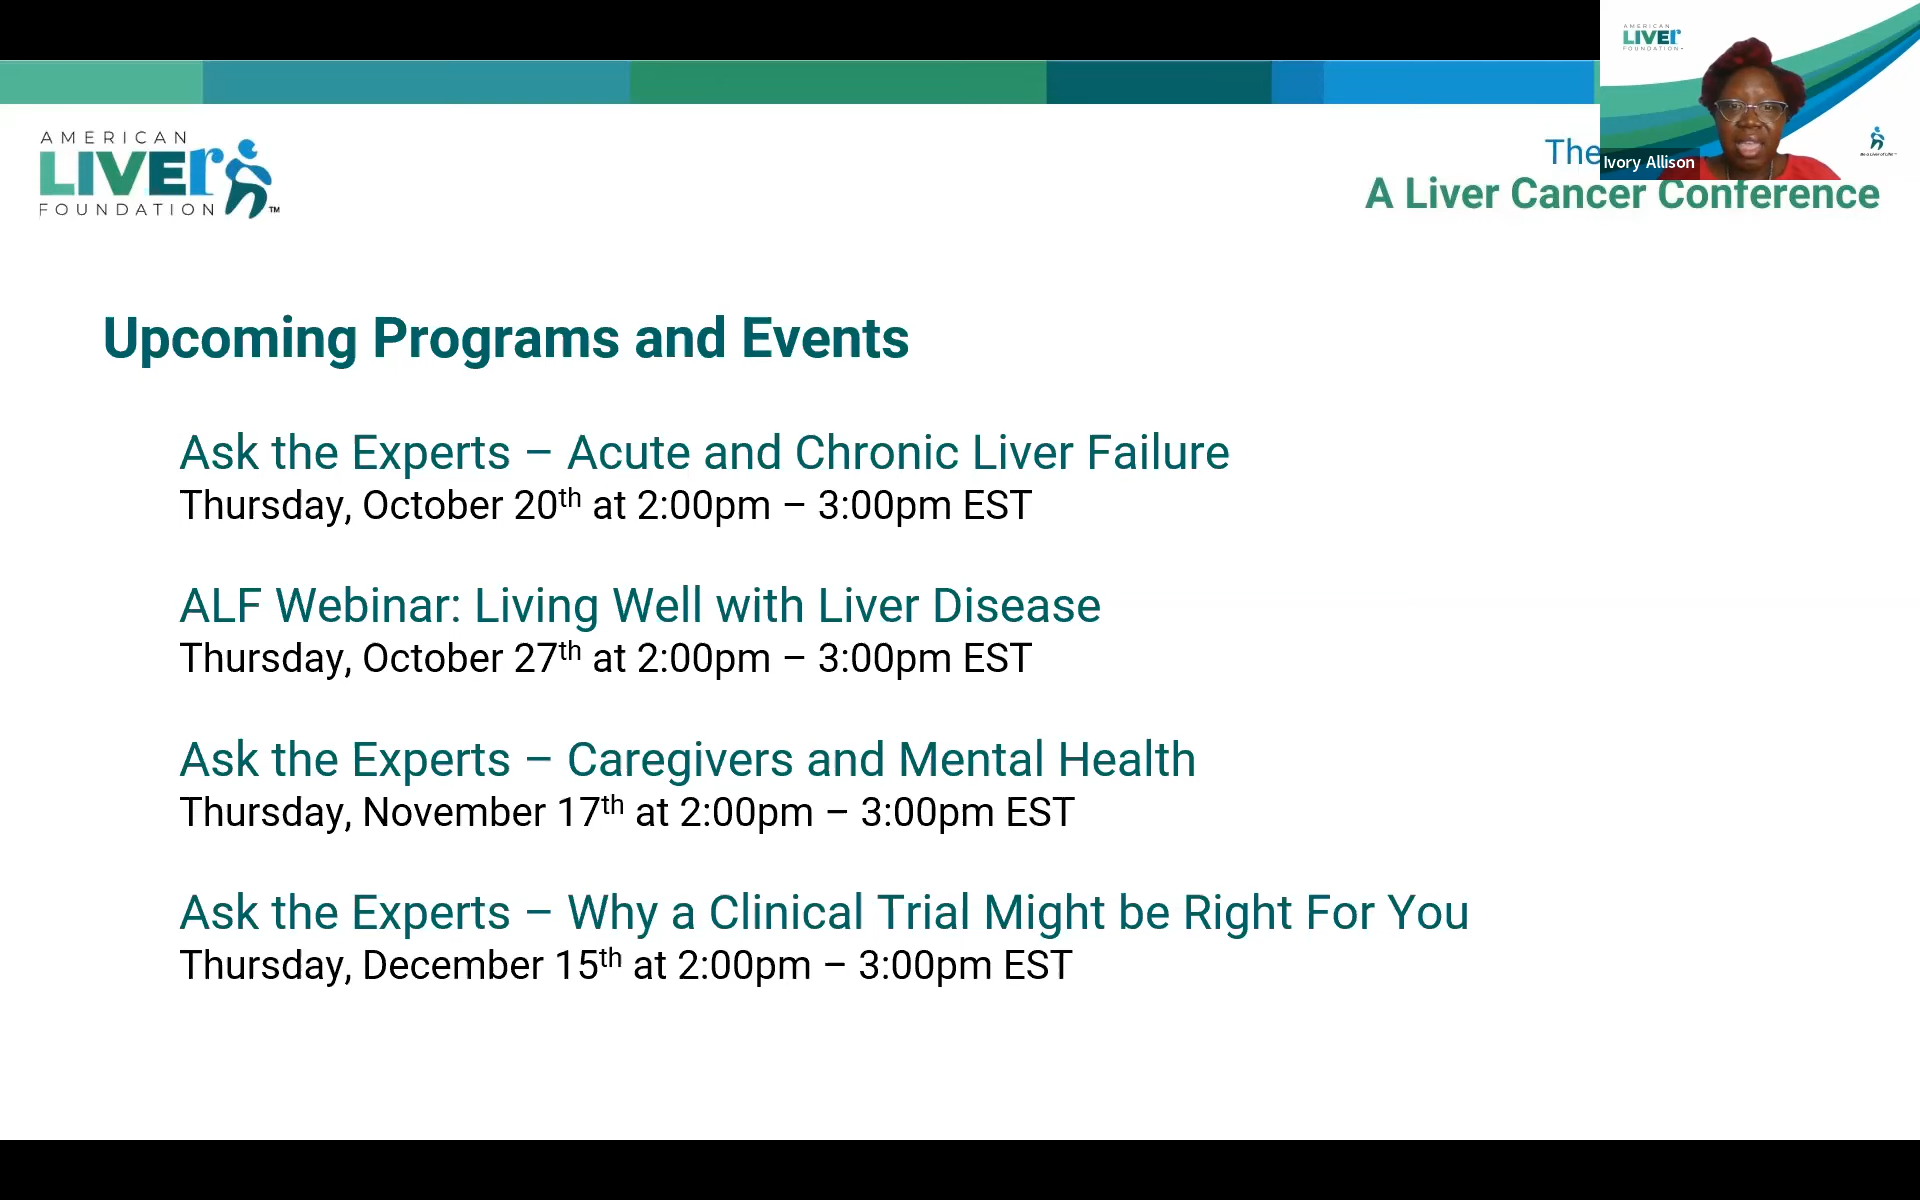 AMERICAN
LIVER
FOUNDATION
AMERICAN
LIVER
FOUNDATION
TM
The
Ivory Allison
A Liver Cancer Conference
Upcoming Programs and Events
Ask the Experts – Acute and Chronic Liver Failure
Thursday, October 20th at 2:00pm – 3:00pm EST
ALF Webinar: Living Well with Liver Disease
Thursday, October 27th at 2:00pm – 3:00pm EST
Ask the Experts – Caregivers and Mental Health
Thursday, November 17th at 2:00pm – 3:00pm EST
Ask the Experts – Why a Clinical Trial Might be Right For You
Thursday, December 15th at 2:00pm – 3:00pm EST